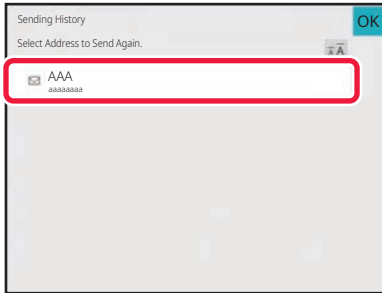 Sending History
OK
Select Address to Send Again.
A A
AAA
aaaaaaaa